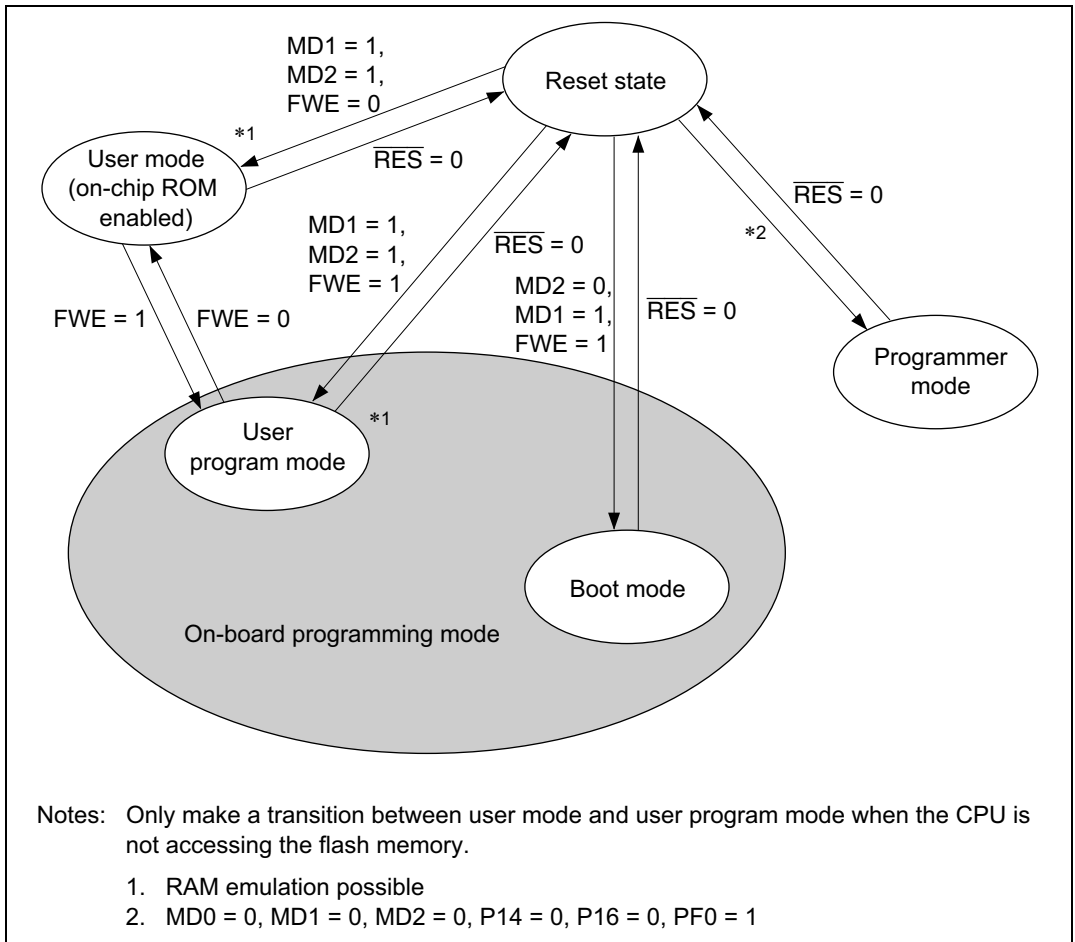 MD1 = 1,
MD2 = 1,
FWE = 0
Reset state
*1
RES = 0
User mode
(on-chip ROM
enabled)
RES = 0
*2
MD1 = 1,
MD2 = 1,
FWE = 1
RES = 0
MD2 = 0,
MD1 = 1,
FWE = 1
RES = 0
FWE = 1
FWE = 0
Programmer
mode
*1
User
program mode
Boot mode
On-board programming mode
Notes: Only make a transition between user mode and user program mode when the CPU is
not accessing the flash memory.
1. RAM emulation possible
2. MD0 = 0, MD1 = 0, MD2 = 0, P14 = 0, P16 = 0, PF0 = 1